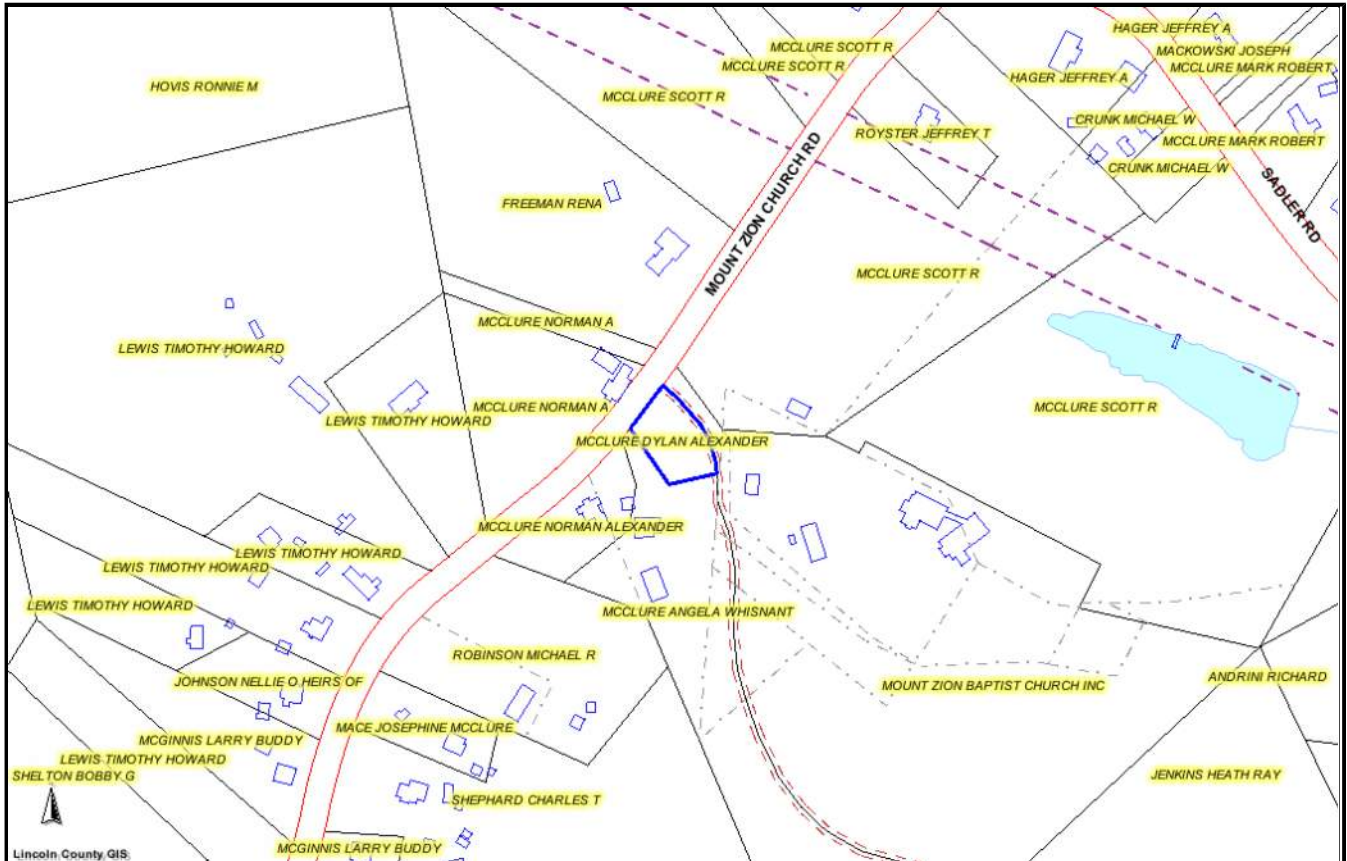 HAGER JEFFREY A
MCCLURE SCOTT R
MACKOWSKI JOSEPH
MCCLURE SCOTT R
MCCLURE MARK ROBERT
HAGER JEFFREY A
HOVIS RONNIE M
MCCLURE SCOTT R
CRUNK MICHAEL W
ROYSTER JEFFREY T
MCCLURE MARK ROBERT
CRUNK MICHAEL W
MOUNT ZION CHURCH RD
SADLER RD
FREEMAN RENA
MCCLURE SCOTT R
MCCLURE NORMAN A
LEWIS TIMOTHY HOWARD
MCCLURE NORMAN A
MCCLURE SCOTT R
LEWIS TIMOTHY HOWARD
MCCLURE DYLAN ALEXANDER
MCCLURE NORMAN ALEXANDER
LEWIS TIMOTHY HOWARD
LEWIS TIMOTHY HOWARD
LEWIS TIMOTHY HOWARD
MCCLURE ANGELA WHISNANT
ROBINSON MICHAEL R
JOHNSON NELLIE O HEIRS OF
MOUNT ZION BAPTIST CHURCH INC
ANDRINI RICHARD
MACE JOSEPHINE MCCLURE
MCGINNIS LARRY BUDDY
LEWIS TIMOTHY HOWARD
SHELTON BOBBY G
JENKINS HEATH RAY
SHEPHARD CHARLES T
MCGINNIS LARRY BUDDY
Lincoln County GIS